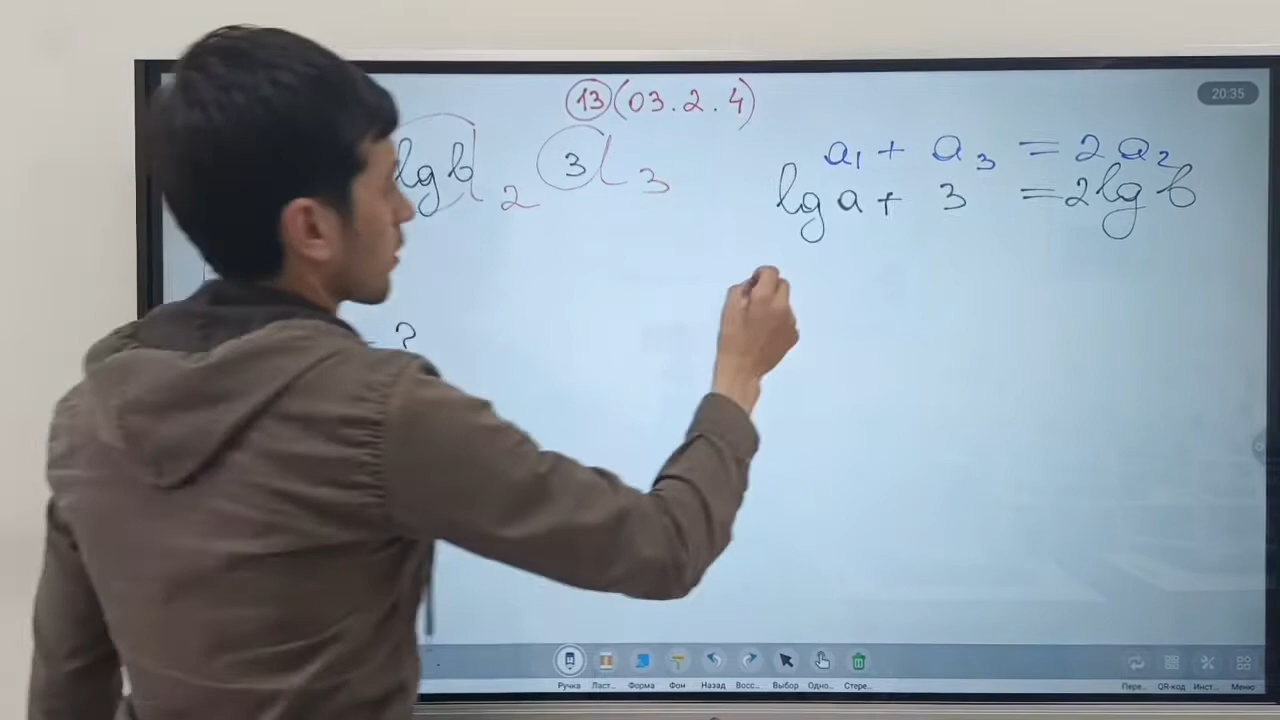 13 (03.2.4)
20:35
lg b 2 3 3
a₁ + a₃ = 2a₂
lg a + 3 = 2 lg b
?
Ручка Ласт... Форма Фон Назад Восс... Выбор Одно... Стере... Пере... QR-код Инст... Меню